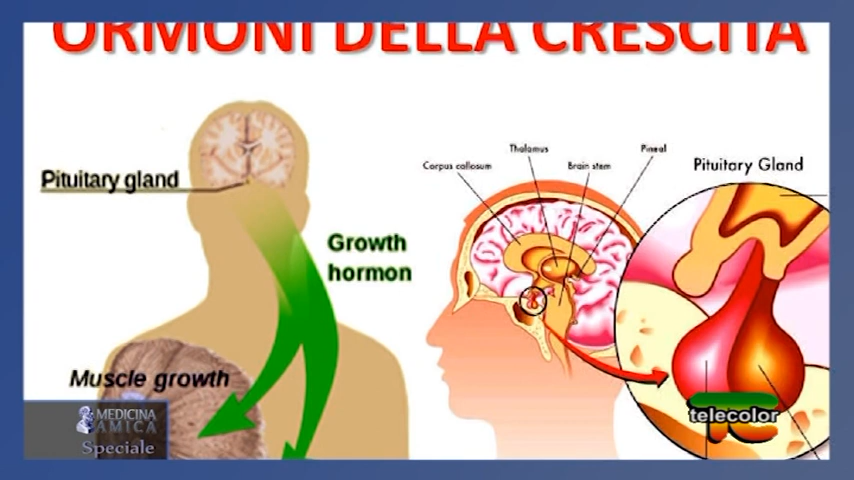 ORMONI DELLA CRESCITA
Pituitary gland
Growth
hormon
Muscle growth
Corpus callosum
Thalamus
Brain stem
Pineal
Pituitary Gland
MEDICINA
AMICA
Speciale
telecolor